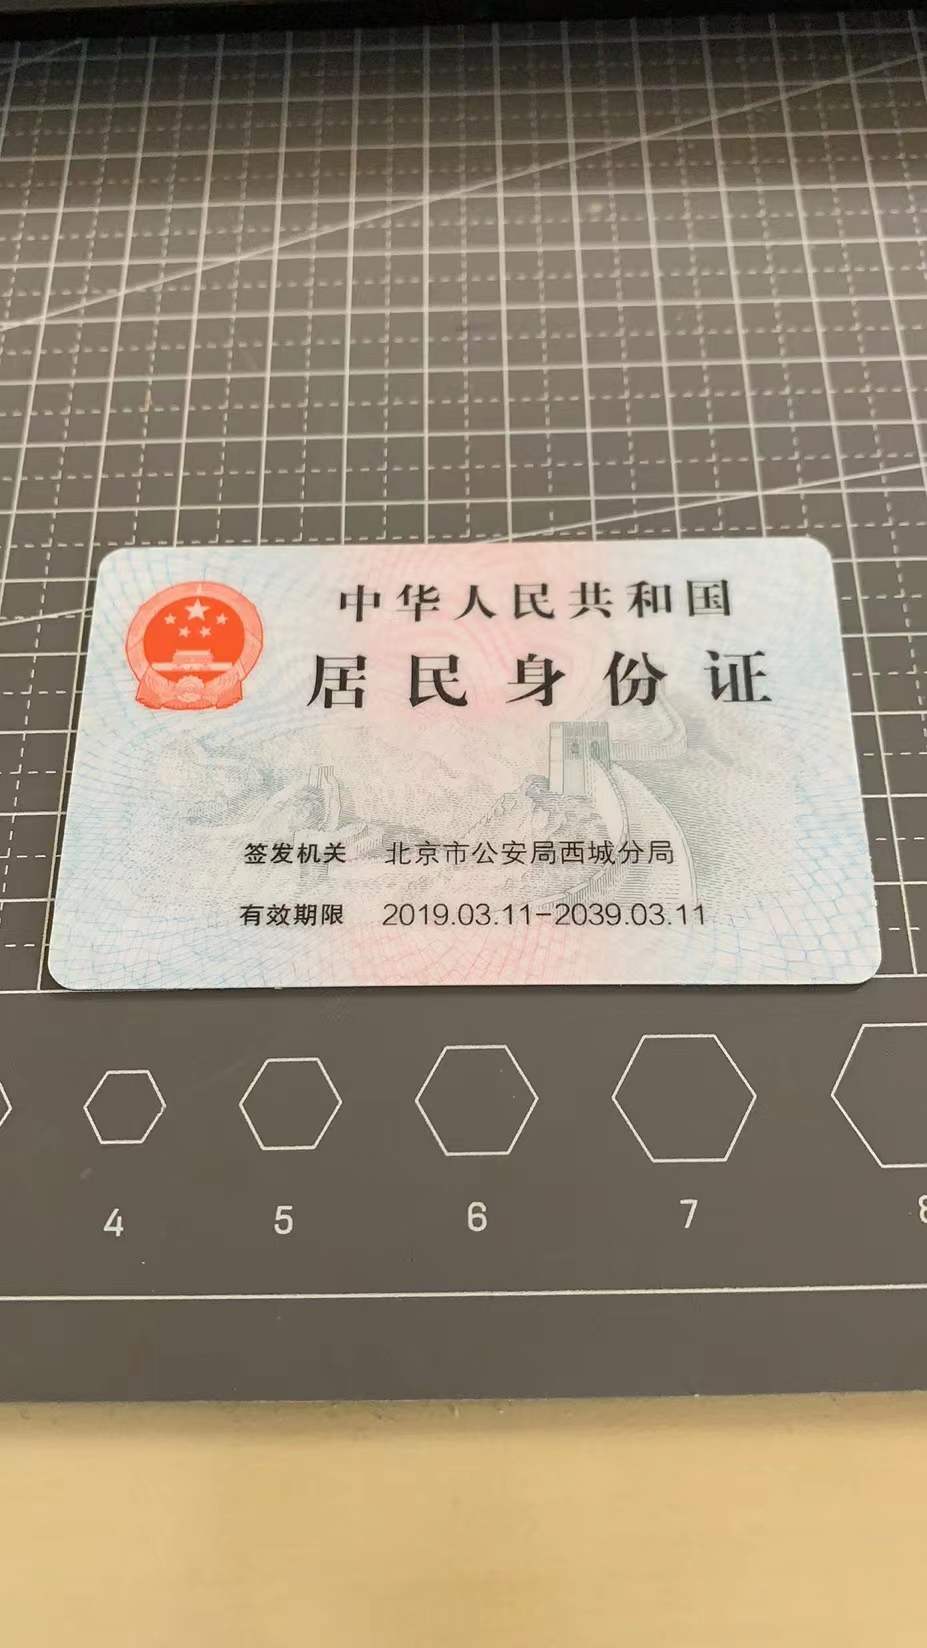 中华人民共和国
居民身份证
签发机关 北京市公安局西城分局
有效期限 2019.03.11-2039.03.11
4 5 6 7 8